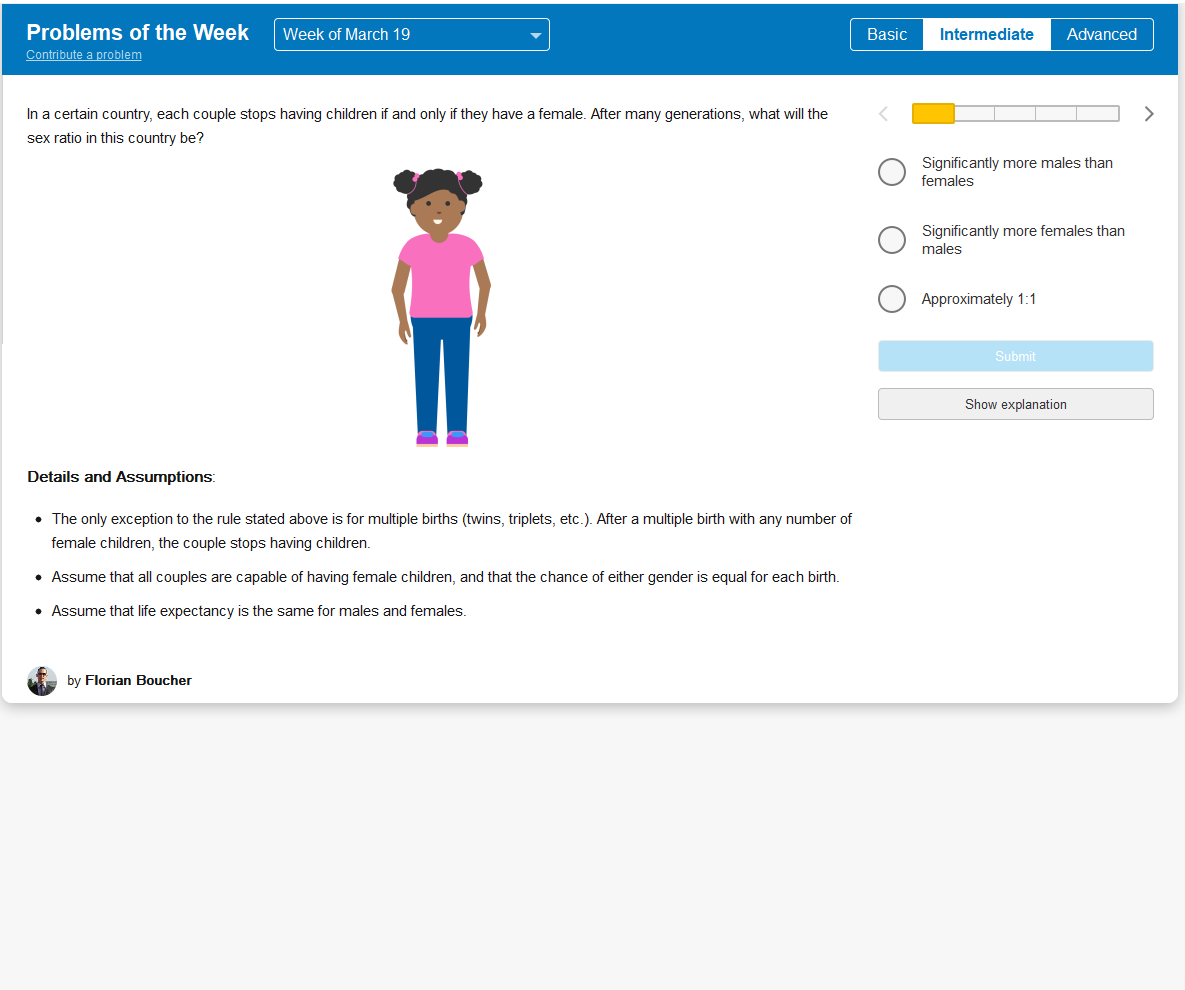 Problems of the Week
Contribute a problem
Week of March 19
Basic
Intermediate
Advanced
In a certain country, each couple stops having children if and only if they have a female. After many generations, what will the
sex ratio in this country be?
Significantly more males than
females
Significantly more females than
males
Approximately 1:1
Submit
Show explanation
Details and Assumptions:
The only exception to the rule stated above is for multiple births (twins, triplets, etc.). After a multiple birth with any number of
female children, the couple stops having children.
Assume that all couples are capable of having female children, and that the chance of either gender is equal for each birth.
Assume that life expectancy is the same for males and females.
by Florian Boucher